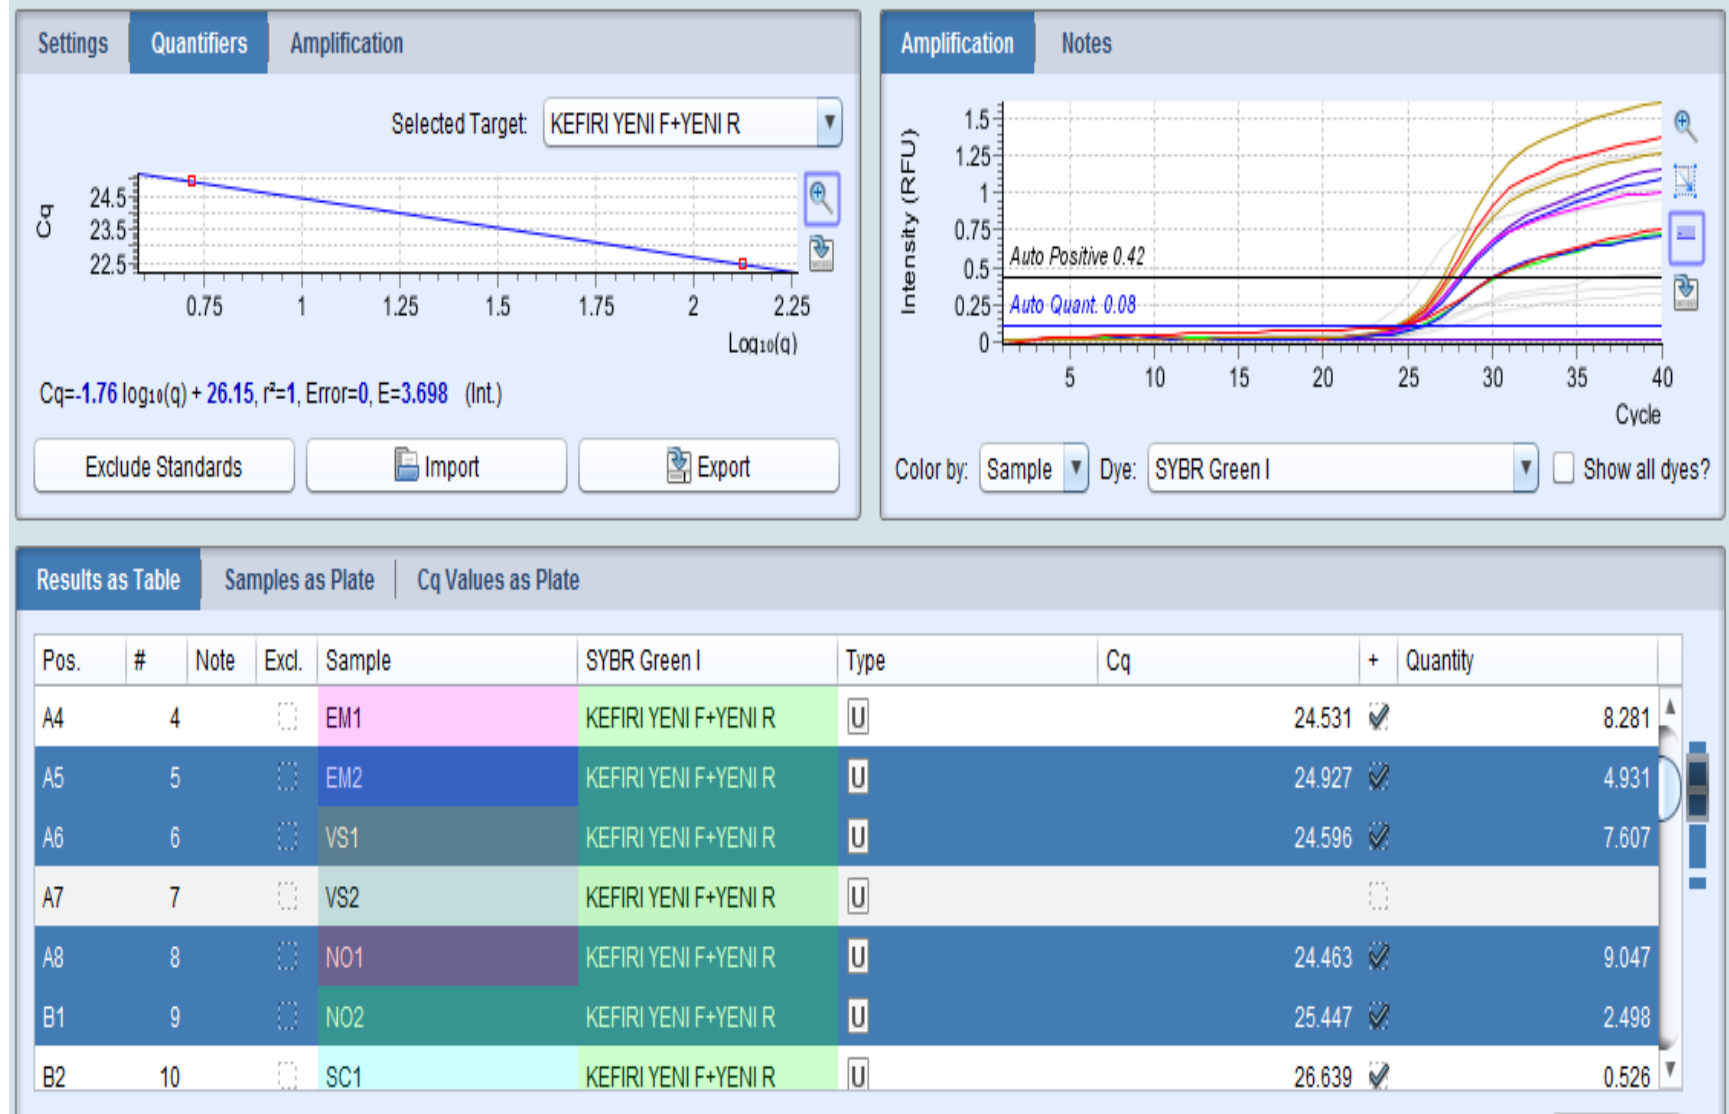 Settings Quantifiers Amplification
Selected Target: KEFIRI YENI F+YENI R
Cq
24.5
23.5
22.5
0.75 1 1.25 1.5 1.75 2 2.25
Log₁₀(q)
Cq=-1.76 log₁₀(q) + 26.15, r²=1, Error=0, E=3.698 (Int.)
Exclude Standards Import Export
Amplification Notes
Intensity (RFU)
1.5
1.25
1
0.75
Auto Positive 0.42
0.5
0.25
Auto Quant. 0.08
0
5 10 15 20 25 30 35 40
Cycle
Color by: Sample Dye: SYBR Green I Show all dyes?
Results as Table Samples as Plate Cq Values as Plate
Pos. # Note Excl. Sample SYBR Green I Type Cq + Quantity
A4 4 EM1 KEFIRI YENI F+YENI R U 24.531 8.281
A5 5 EM2 KEFIRI YENI F+YENI R U 24.927 4.931
A6 6 VS1 KEFIRI YENI F+YENI R U 24.596 7.607
A7 7 VS2 KEFIRI YENI F+YENI R U
A8 8 NO1 KEFIRI YENI F+YENI R U 24.463 9.047
B1 9 NO2 KEFIRI YENI F+YENI R U 25.447 2.498
B2 10 SC1 KEFIRI YENI F+YENI R U 26.639 0.526